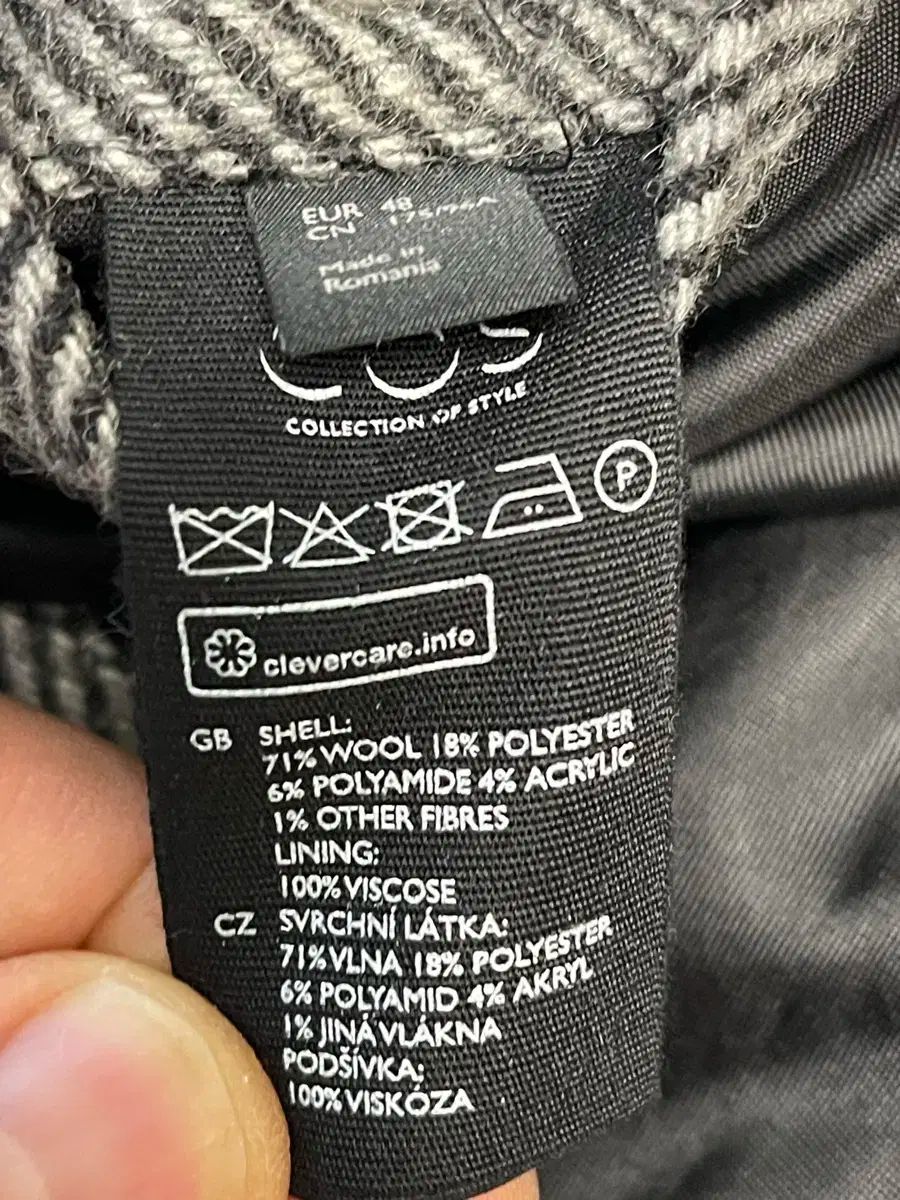 EUR 48
CN
Made in
Romania
COS
COLLECTION OF STYLE
P
clevercare.info
GB SHELL:
71% WOOL 18% POLYESTER
6% POLYAMIDE 4% ACRYLIC
1% OTHER FIBRES
LINING:
100% VISCOSE
CZ SVRCHNÍ LÁTKA:
71% VLNA 18% POLYESTER
6% POLYAMID 4% AKRYL
1% JINÁ VLÁKNA
PODŠÍVKA:
100% VISKÓZA